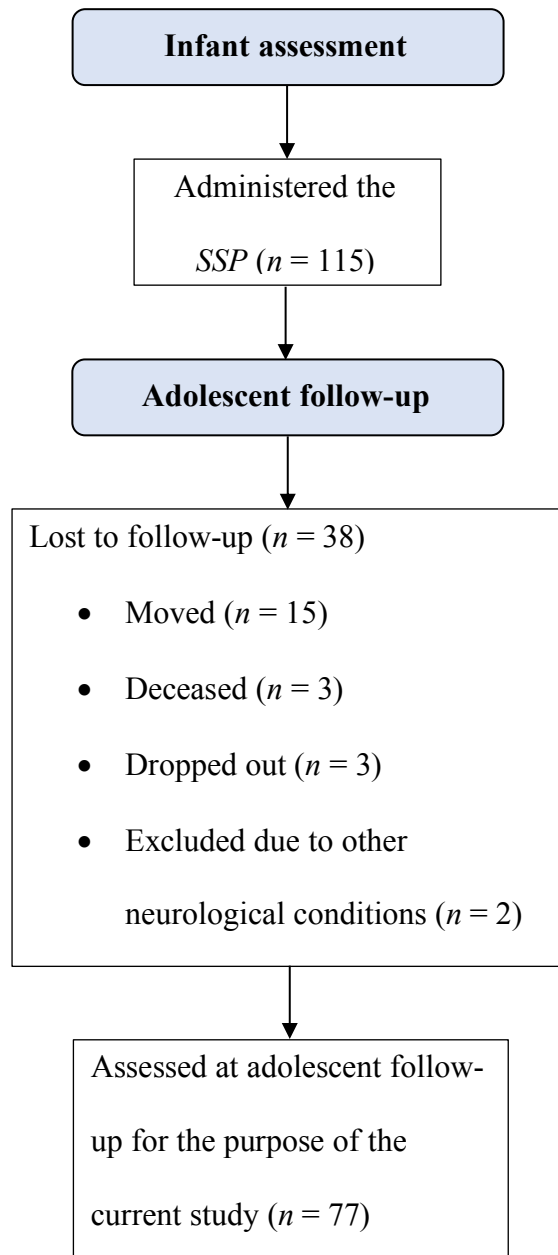 Infant assessment
Administered the
SSP (n = 115)
Adolescent follow-up
Lost to follow-up (n = 38)
• Moved (n = 15)
• Deceased (n = 3)
• Dropped out (n = 3)
• Excluded due to other
neurological conditions (n = 2)
Assessed at adolescent follow-
up for the purpose of the
current study (n = 77)